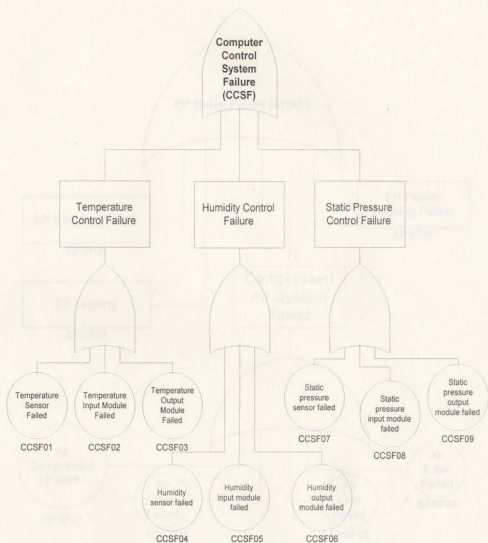 Computer
Control
System
Failure
(CCSF)
Temperature
Control Failure
Humidity Control
Failure
Static Pressure
Control Failure
Temperature
Sensor
Failed
CCSF01
Temperature
Input Module
Failed
CCSF02
Temperature
Output
Module
Failed
CCSF03
Static
pressure
sensor failed
CCSF07
Static
pressure
input module
failed
CCSF08
Static
pressure
output
module failed
CCSF09
Humidity
sensor failed
CCSF04
Humidity
input module
failed
CCSF05
Humidity
output
module failed
CCSF06